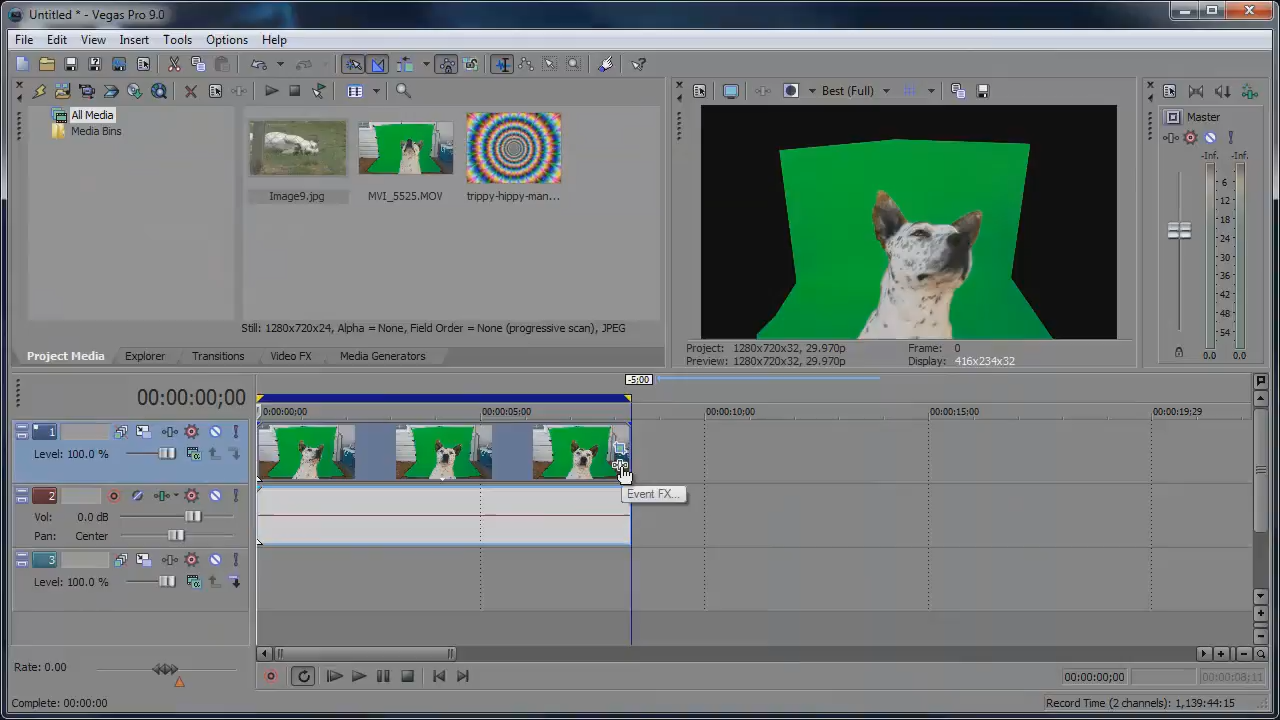 Untitled * - Vegas Pro 9.0
File Edit View Insert Tools Options Help
All Media
Media Bins
Image9.jpg
MVI_5525.MOV
trippy-hippy-man...
Still: 1280x720x24, Alpha = None, Field Order = None (progressive scan), JPEG
Project Media Explorer Transitions Video FX Media Generators
Best (Full)
Project: 1280x720x32, 29.970p Frame: 0
Preview: 1280x720x32, 29.970p Display: 416x234x32
Master
-Inf. -Inf.
6
12
18
24
30
36
42
48
54
0.0 0.0
00:00:00;00
-5:00
0:00:00;00 00:00:05;00 00:00:10;00 00:00:15;00 00:00:19;29
1
Level: 100.0 %
Event FX...
2
Vol: 0.0 dB
Pan: Center
3
Level: 100.0 %
Rate: 0.00
00:00:00;00 00:00:08;11
Complete: 00:00:00
Record Time (2 channels): 1,139:44:15